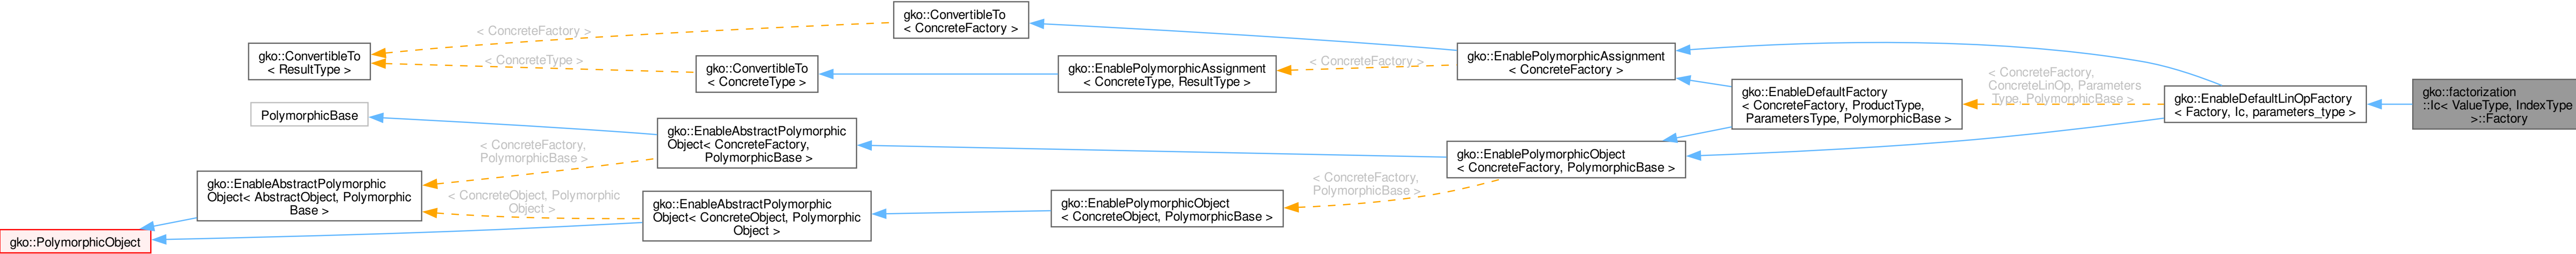 gko::ConvertibleTo
< ConcreteFactory >
< ConcreteFactory >
gko::ConvertibleTo
< ResultType >
< ConcreteType >
gko::ConvertibleTo
< ConcreteType >
gko::EnablePolymorphicAssignment
< ConcreteType, ResultType >
< ConcreteFactory >
gko::EnablePolymorphicAssignment
< ConcreteFactory >
gko::EnableDefaultFactory
< ConcreteFactory, ProductType,
ParametersType, PolymorphicBase >
< ConcreteFactory,
ConcreteLinOp, Parameters
Type, PolymorphicBase >
gko::EnableDefaultLinOpFactory
< Factory, Ic, parameters_type >
gko::factorization
::Ic< ValueType, IndexType
>::Factory
PolymorphicBase
gko::EnableAbstractPolymorphic
Object< ConcreteFactory,
PolymorphicBase >
< ConcreteFactory,
PolymorphicBase >
gko::EnablePolymorphicObject
< ConcreteFactory, PolymorphicBase >
gko::EnableAbstractPolymorphic
Object< AbstractObject, Polymorphic
Base >
< ConcreteObject, Polymorphic
Object >
gko::EnableAbstractPolymorphic
Object< ConcreteObject, Polymorphic
Object >
gko::EnablePolymorphicObject
< ConcreteObject, PolymorphicBase >
< ConcreteFactory,
PolymorphicBase >
gko::PolymorphicObject